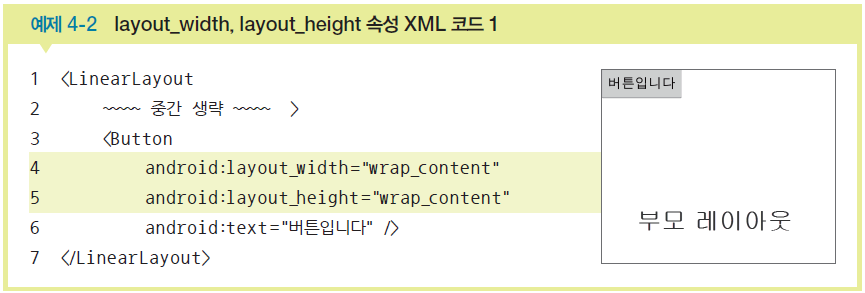 예제 4-2 layout_width, layout_height 속성 XML 코드 1
1 <LinearLayout
2 ~~~~ 중간 생략 ~~~~ >
3 <Button
4 android:layout_width="wrap_content"
5 android:layout_height="wrap_content"
6 android:text="버튼입니다" />
7 </LinearLayout>
버튼입니다
부모 레이아웃